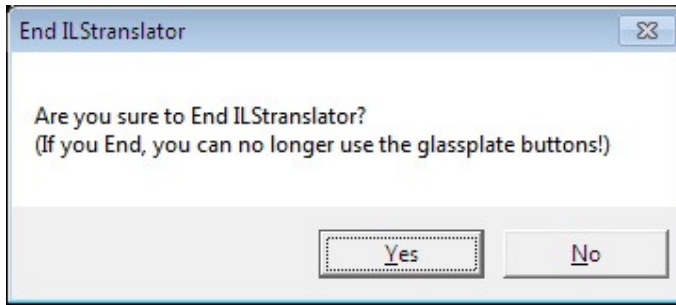 End ILStranslator
Are you sure to End ILStranslator?
(If you End, you can no longer use the glassplate buttons!)
Yes
No